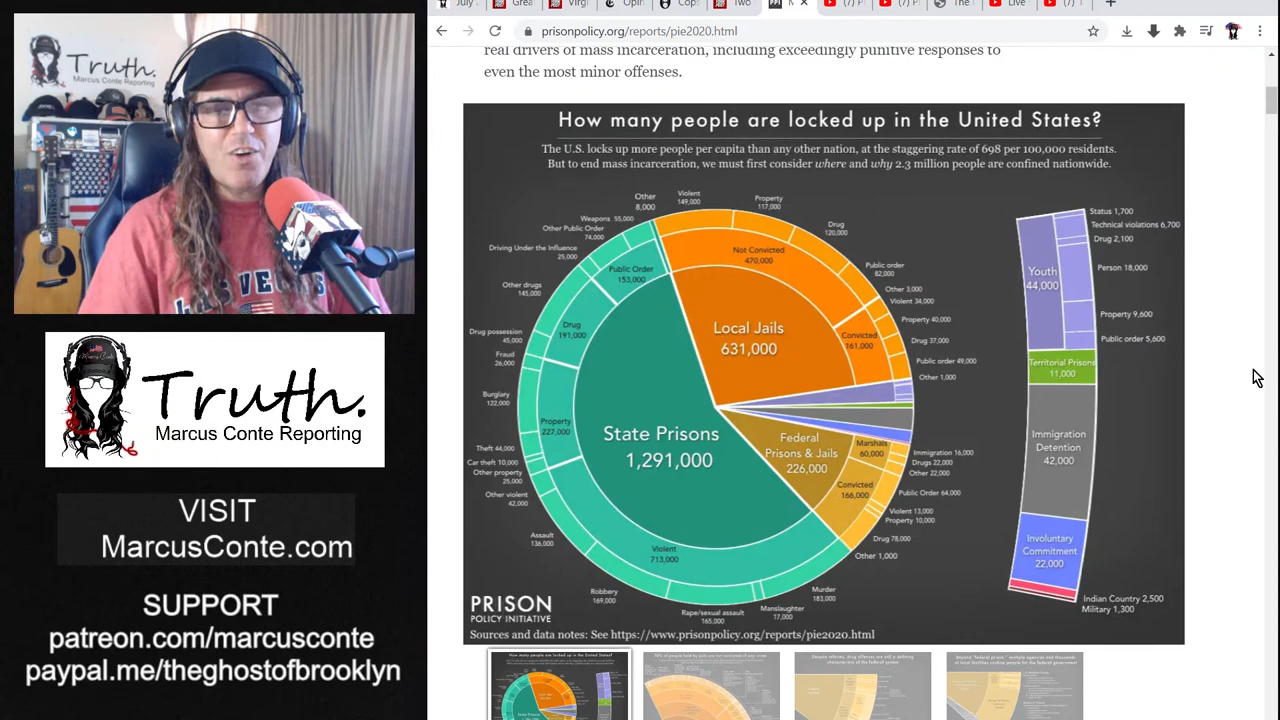 Truth.
Marcus Conte Reporting
LAS VEGAS
Truth.
Marcus Conte Reporting
VISIT
MarcusConte.com
SUPPORT
patreon.com/marcusconte
paypal.me/theghostofbrooklyn
July
Grea
Virg
Opin
Cops
Two
The
Live
prisonpolicy.org/reports/pie2020.html
real drivers of mass incarceration, including exceedingly punitive responses to
even the most minor offenses.
How many people are locked up in the United States?
The U.S. locks up more people per capita than any other nation, at the staggering rate of 698 per 100,000 residents.
But to end mass incarceration, we must first consider where and why 2.3 million people are confined nationwide.
Other
8,000
Violent
149,000
Property
117,000
Drug
120,000
Public order
82,000
Other 3,000
Violent 34,000
Property 40,000
Drug 37,000
Public order 49,000
Other 1,000
Not Convicted
470,000
Convicted
161,000
Local Jails
631,000
Weapons 55,000
Other Public Order
74,000
Driving Under the Influence
25,000
Other drugs
145,000
Drug possession
45,000
Fraud
26,000
Burglary
122,000
Theft 44,000
Car theft 10,000
Other property
25,000
Other violent
42,000
Assault
136,000
Robbery
169,000
Rape/sexual assault
165,000
Manslaughter
17,000
Murder
183,000
Public Order
153,000
Drug
191,000
Property
227,000
Violent
713,000
State Prisons
1,291,000
Federal
Prisons & Jails
226,000
Marshals
60,000
Convicted
166,000
Immigration 16,000
Drugs 22,000
Other 22,000
Public Order 64,000
Violent 13,000
Property 10,000
Drug 78,000
Other 1,000
Status 1,700
Technical violations 6,700
Drug 2,100
Person 18,000
Property 9,600
Public order 5,600
Youth
44,000
Territorial Prisons
11,000
Immigration
Detention
42,000
Involuntary
Commitment
22,000
Indian Country 2,500
Military 1,300
PRISON
POLICY INITIATIVE
Sources and data notes: See https://www.prisonpolicy.org/reports/pie2020.html